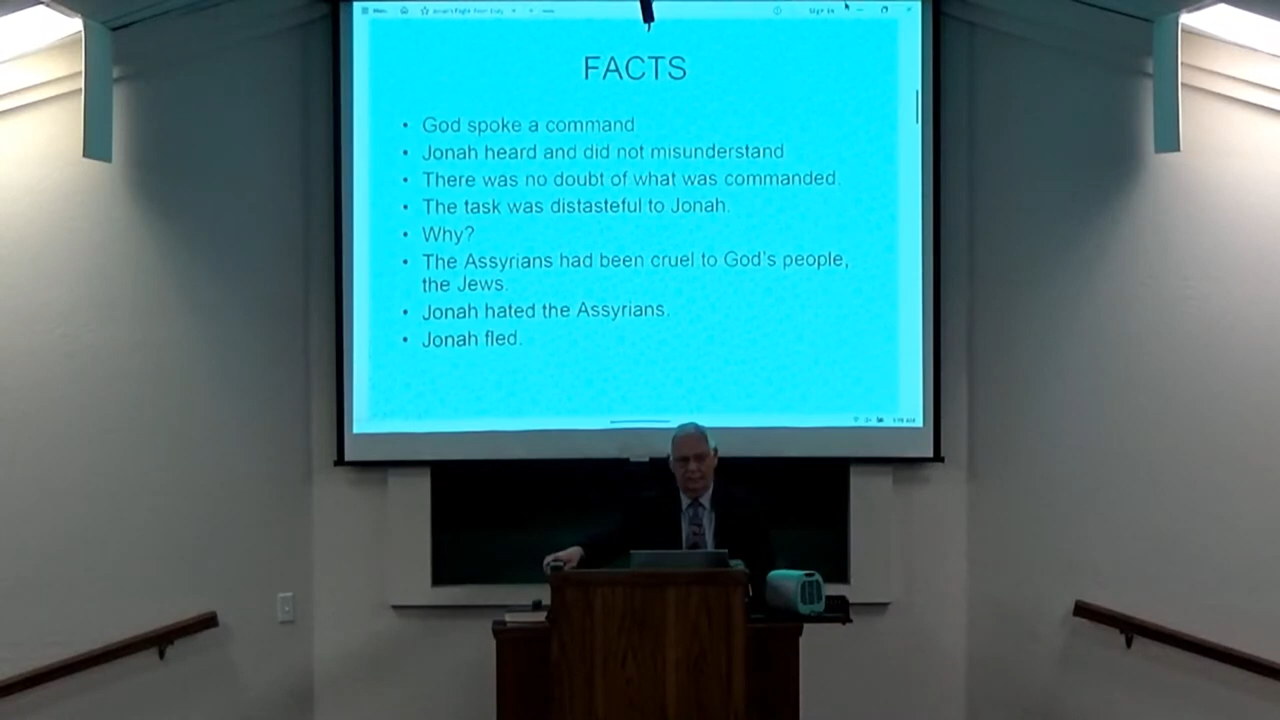 Sign In
FACTS
• God spoke a command
• Jonah heard and did not misunderstand
• There was no doubt of what was commanded.
• The task was distasteful to Jonah.
• Why?
• The Assyrians had been cruel to God's people,
the Jews.
• Jonah hated the Assyrians.
• Jonah fled.